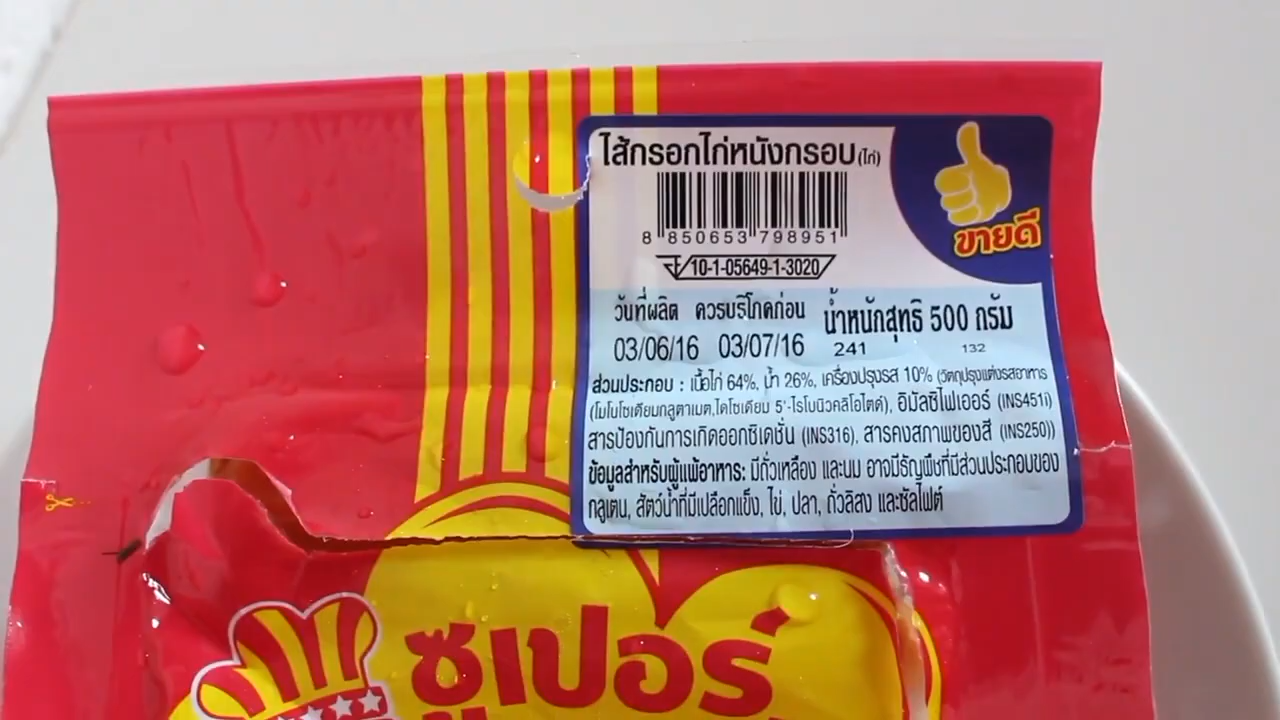 ไส้กรอกไก่หนังกรอบ (ไก่)
8 850653 798951
10-1-05649-1-3020
ขายดี
วันที่ผลิต ควรบริโภคก่อน น้ำหนักสุทธิ 500 กรัม
03/06/16 03/07/16 241 132
ส่วนประกอบ : เนื้อไก่ 64%, น้ำ 26%, เครื่องปรุงรส 10% (วัตถุปรุงแต่งรสอาหาร
(โมโนโซเดียมกลูตาเมต,ไดโซเดียม 5'-ไรโบนิวคลีโอไตด์), อิมัลซิไฟเออร์ (INS451i)
สารป้องกันการเกิดออกซิเดชั่น (INS316), สารคงสภาพของสี (INS250))
ข้อมูลสำหรับผู้แพ้อาหาร: มีถั่วเหลือง และนม อาจมีธัญพืชที่มีส่วนประกอบของ
กลูเตน, สัตว์น้ำที่มีเปลือกแข็ง, ไข่, ปลา, ถั่วลิสง และซัลไฟต์
ซูเปอร์